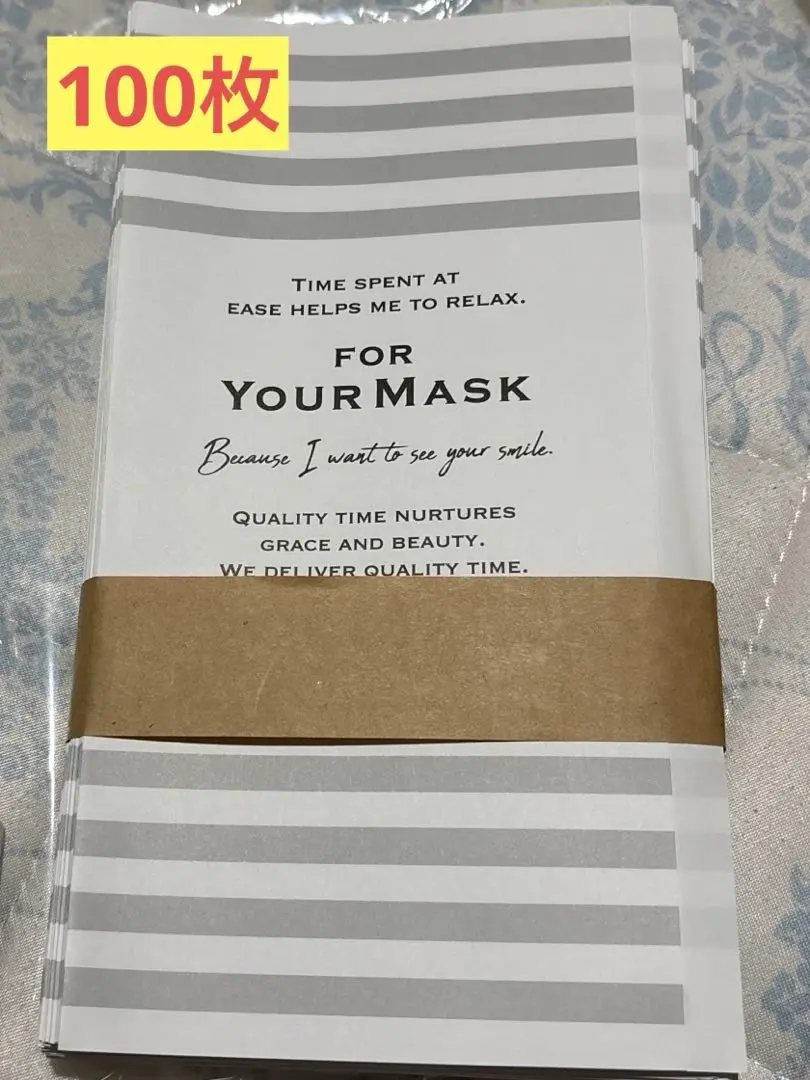 100枚
TIME SPENT AT
EASE HELPS ME TO RELAX.
FOR
YOUR MASK
Because I want to see your smile.
QUALITY TIME NURTURES
GRACE AND BEAUTY.
WE DELIVER QUALITY TIME.